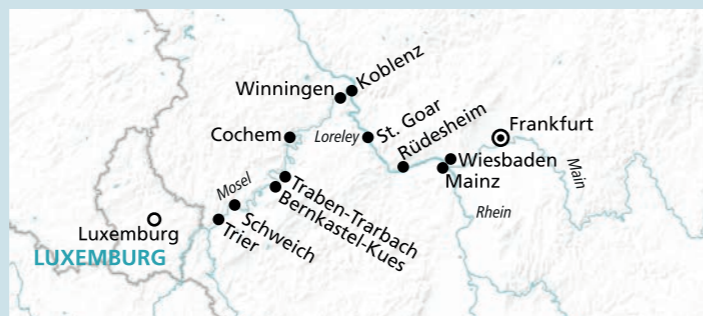 Koblenz
Winningen
Cochem
Loreley
St. Goar
Rüdesheim
Frankfurt
Wiesbaden
Mainz
Main
Rhein
Mosel
Traben-Trarbach
Bernkastel-Kues
Schweich
Trier
Luxemburg
LUXEMBURG